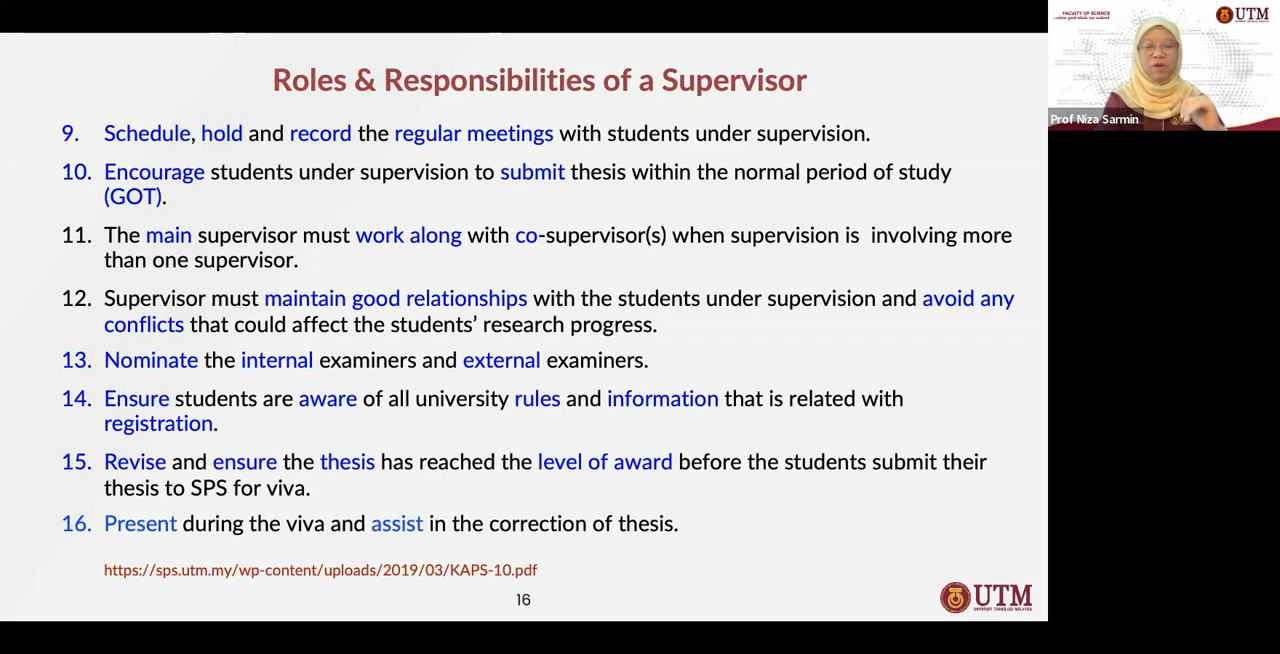 Roles & Responsibilities of a Supervisor
9. Schedule, hold and record the regular meetings with students under supervision.
10. Encourage students under supervision to submit thesis within the normal period of study
(GOT).
11. The main supervisor must work along with co-supervisor(s) when supervision is involving more
than one supervisor.
12. Supervisor must maintain good relationships with the students under supervision and avoid any
conflicts that could affect the students’ research progress.
13. Nominate the internal examiners and external examiners.
14. Ensure students are aware of all university rules and information that is related with
registration.
15. Revise and ensure the thesis has reached the level of award before the students submit their
thesis to SPS for viva.
16. Present during the viva and assist in the correction of thesis.
https://sps.utm.my/wp-content/uploads/2019/03/KAPS-10.pdf
16
UTM
UNIVERSITI TEKNOLOGI MALAYSIA
FACULTY OF SCIENCE
UTM
Prof Niza Sarmin